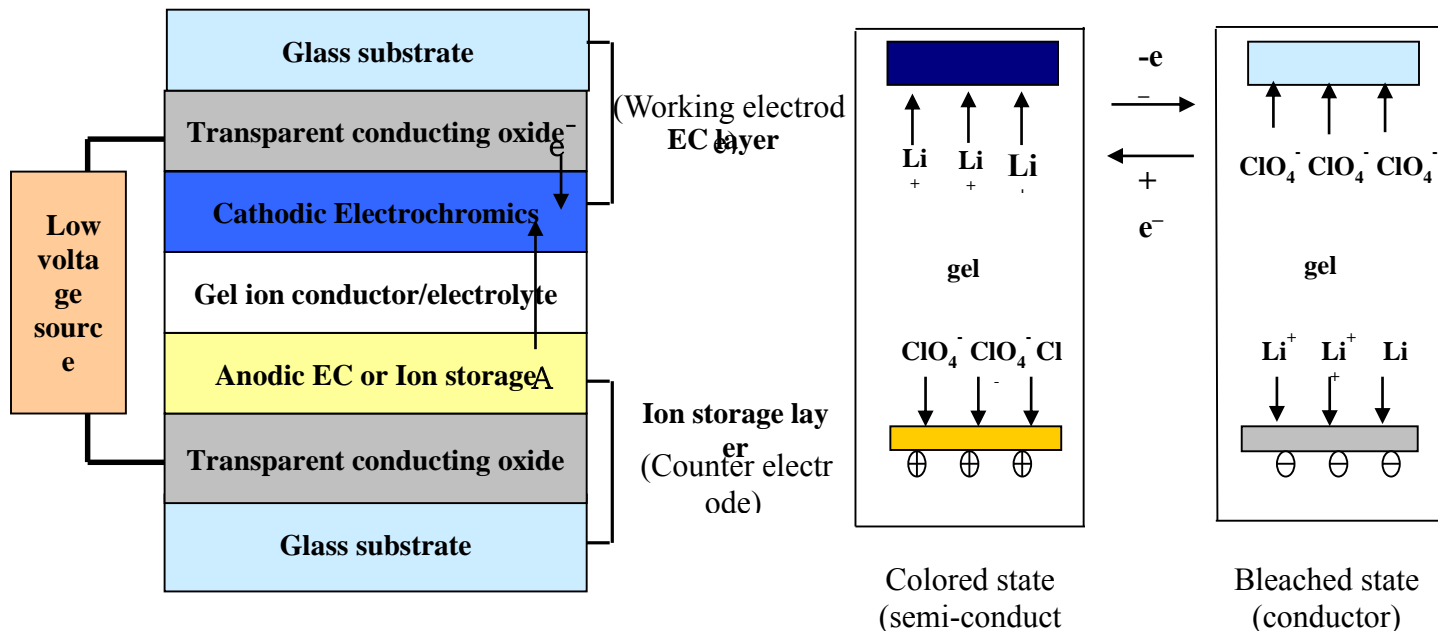 Glass substrate
Transparent conducting oxide
e⁻
Cathodic Electrochromics
Gel ion conductor/electrolyte
Anodic EC or Ion storage
A
Transparent conducting oxide
Glass substrate
Low
volta
ge
sourc
e
(Working electrod
e)
EC layer
Ion storage lay
er
(Counter electr
ode)
Li
+
Li
+
Li
+
gel
ClO₄⁻ ClO₄⁻ Cl
-
⊕ ⊕ ⊕
Colored state
(semi-conduct
-e
–
+
e⁻
ClO₄⁻ ClO₄⁻ ClO₄⁻
gel
Li⁺ Li⁺ Li
+
⊖ ⊖ ⊖
Bleached state
(conductor)